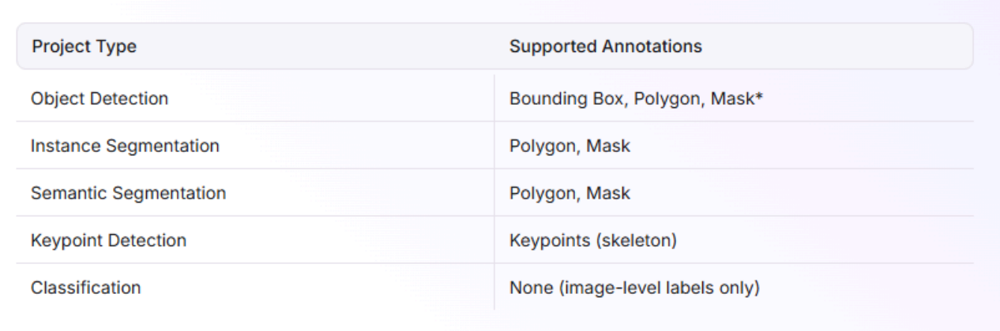 Project Type Supported Annotations
Object Detection Bounding Box, Polygon, Mask*
Instance Segmentation Polygon, Mask
Semantic Segmentation Polygon, Mask
Keypoint Detection Keypoints (skeleton)
Classification None (image-level labels only)